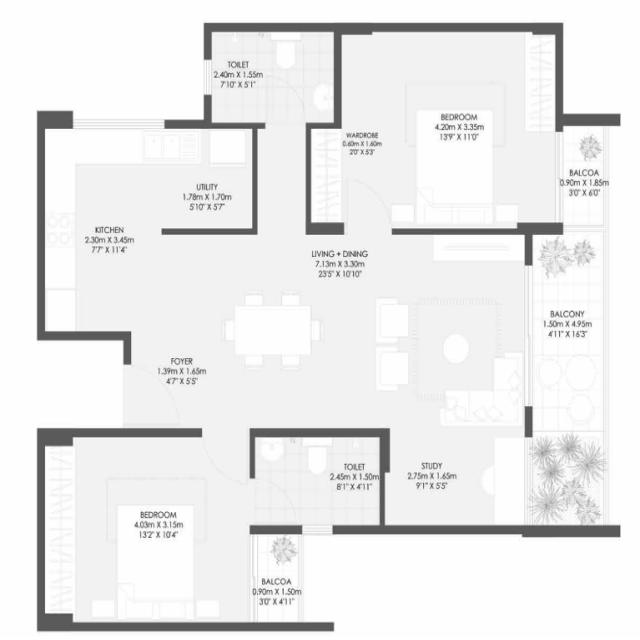 TOILET
2.40m X 1.55m
7'10" X 5'1"
BEDROOM
4.20m X 3.35m
13'9" X 11'0"
WARDROBE
0.60m X 1.60m
2'0" X 5'3"
BALCOA
0.90m X 1.85m
3'0" X 6'0"
UTILITY
1.78m X 1.70m
5'10" X 5'7"
KITCHEN
2.30m X 3.45m
7'7" X 11'4"
LIVING + DINING
7.13m X 3.30m
23'5" X 10'10"
BALCONY
1.50m X 4.95m
4'11" X 16'3"
FOYER
1.39m X 1.65m
4'7" X 5'5"
TOILET
2.45m X 1.50m
8'1" X 4'11"
STUDY
2.75m X 1.65m
9'1" X 5'5"
BEDROOM
4.03m X 3.15m
13'2" X 10'4"
BALCOA
0.90m X 1.50m
3'0" X 4'11"